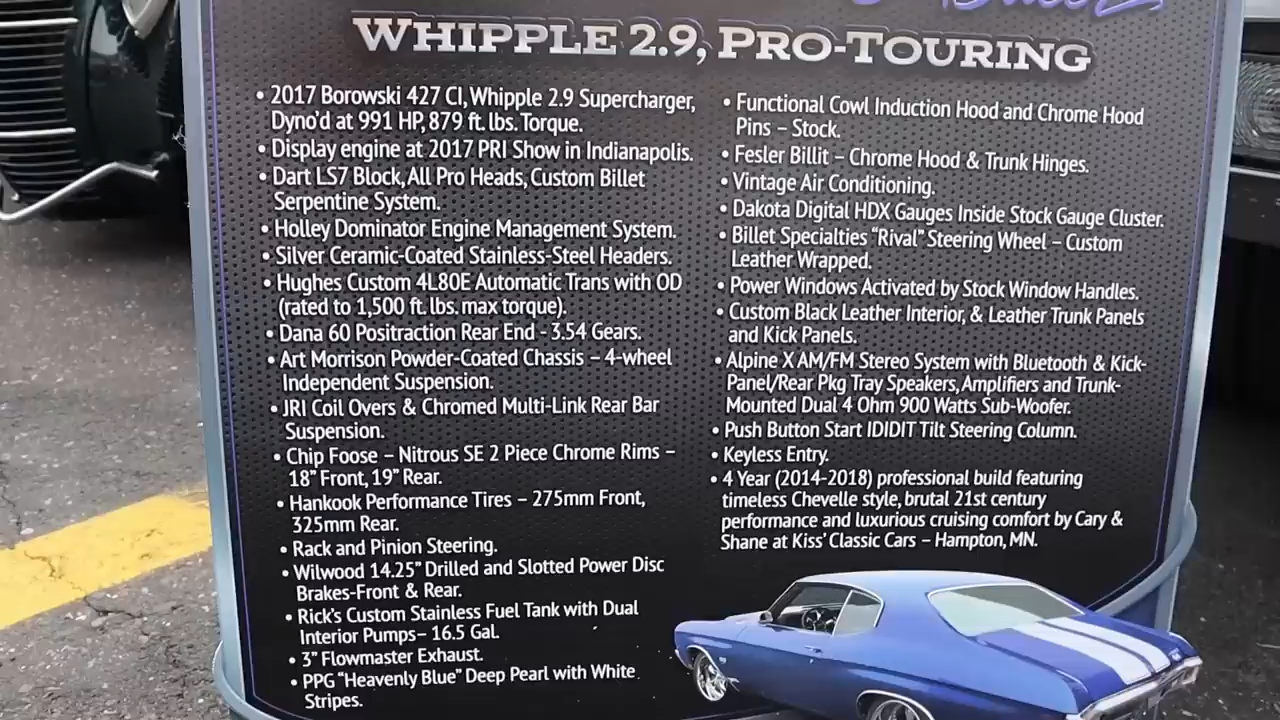 WHIPPLE 2.9, PRO-TOURING
• 2017 Borowski 427 CI, Whipple 2.9 Supercharger,
Dyno'd at 991 HP, 879 ft. lbs. Torque.
• Display engine at 2017 PRI Show in Indianapolis.
• Dart LS7 Block, All Pro Heads, Custom Billet
Serpentine System.
• Holley Dominator Engine Management System.
• Silver Ceramic-Coated Stainless-Steel Headers.
• Hughes Custom 4L80E Automatic Trans with OD
(rated to 1,500 ft. lbs. max torque).
• Dana 60 Positraction Rear End - 3.54 Gears.
• Art Morrison Powder-Coated Chassis – 4-wheel
Independent Suspension.
• JRI Coil Overs & Chromed Multi-Link Rear Bar
Suspension.
• Chip Foose – Nitrous SE 2 Piece Chrome Rims –
18" Front, 19" Rear.
• Hankook Performance Tires – 275mm Front,
325mm Rear.
• Rack and Pinion Steering.
• Wilwood 14.25" Drilled and Slotted Power Disc
Brakes-Front & Rear.
• Rick's Custom Stainless Fuel Tank with Dual
Interior Pumps– 16.5 Gal.
• 3" Flowmaster Exhaust.
• PPG "Heavenly Blue" Deep Pearl with White
Stripes.
• Functional Cowl Induction Hood and Chrome Hood
Pins – Stock.
• Fesler Billit – Chrome Hood & Trunk Hinges.
• Vintage Air Conditioning.
• Dakota Digital HDX Gauges Inside Stock Gauge Cluster.
• Billet Specialties "Rival" Steering Wheel – Custom
Leather Wrapped.
• Power Windows Activated by Stock Window Handles.
• Custom Black Leather Interior, & Leather Trunk Panels
and Kick Panels.
• Alpine X AM/FM Stereo System with Bluetooth & Kick-
Panel/Rear Pkg Tray Speakers, Amplifiers and Trunk-
Mounted Dual 4 Ohm 900 Watts Sub-Woofer.
• Push Button Start IDIDIT Tilt Steering Column.
• Keyless Entry.
• 4 Year (2014-2018) professional build featuring
timeless Chevelle style, brutal 21st century
performance and luxurious cruising comfort by Cary &
Shane at Kiss' Classic Cars – Hampton, MN.